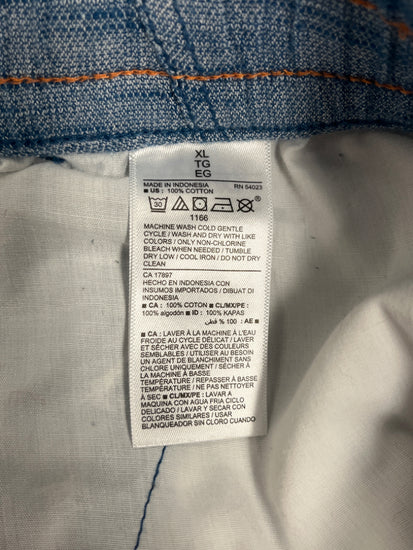 XL
TG
EG
MADE IN INDONESIA RN 54023
■ US : 100% COTTON
30
1166
MACHINE WASH COLD GENTLE
CYCLE / WASH AND DRY WITH LIKE
COLORS / ONLY NON-CHLORINE
BLEACH WHEN NEEDED / TUMBLE
DRY LOW / COOL IRON / DO NOT DRY
CLEAN
CA 17897
HECHO EN INDONESIA CON
INSUMOS IMPORTADOS / DIBUAT DI
INDONESIA
■ CA : 100% COTON ■ CL/MX/PE :
100% algodón ■ ID : 100% KAPAS
■ AE : 100 % قطن
■ CA : LAVER À LA MACHINE À L'EAU
FROIDE AU CYCLE DÉLICAT / LAVER
ET SÉCHER AVEC DES COULEURS
SEMBLABLES / UTILISER AU BESOIN
UN AGENT DE BLANCHIMENT SANS
CHLORE UNIQUEMENT / SÉCHER À
LA MACHINE À BASSE
TEMPÉRATURE / REPASSER À BASSE
TEMPÉRATURE / NE PAS NETTOYER
À SEC ■ CL/MX/PE : LAVAR A
MAQUINA CON AGUA FRIA CICLO
DELICADO / LAVAR Y SECAR CON
COLORES SIMILARES / USAR
BLANQUEADOR SIN CLORO CUANDO